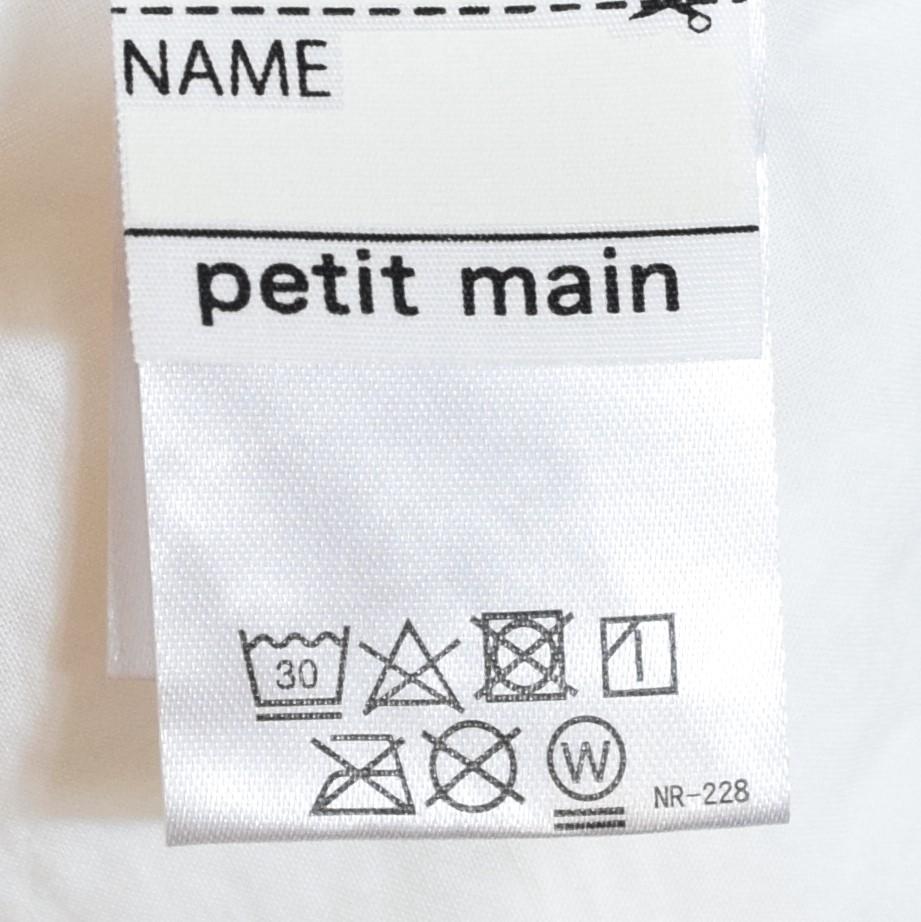 NAME
petit main
30
W
NR-228